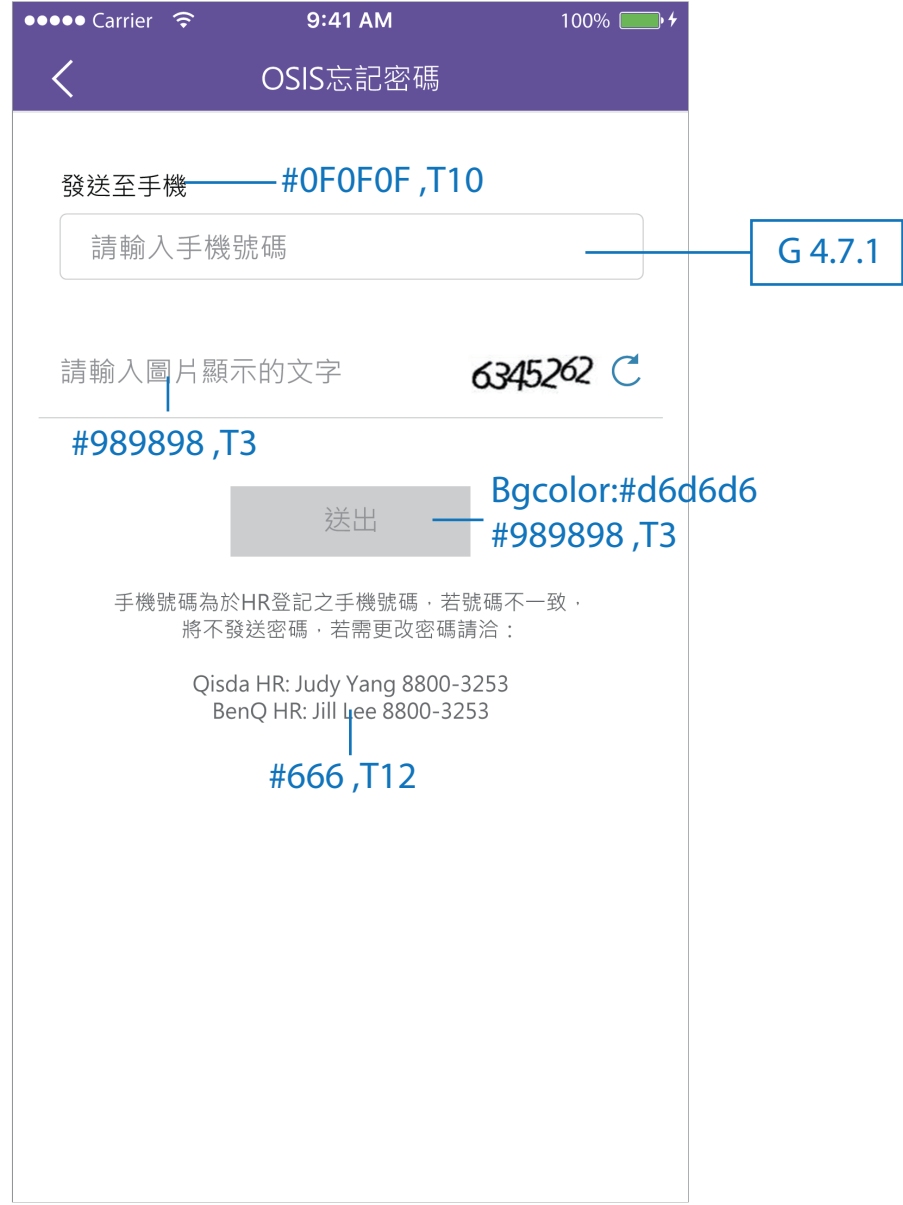 Carrier 9:41 AM 100%
OSIS忘記密碼
發送至手機 #0F0F0F ,T10
請輸入手機號碼 G 4.7.1
請輸入圖片顯示的文字 6345262
#989898 ,T3
Bgcolor:#d6d6d6
送出 #989898 ,T3
手機號碼為於HR登記之手機號碼，若號碼不一致，
將不發送密碼，若需更改密碼請洽：
Qisda HR: Judy Yang 8800-3253
BenQ HR: Jill Lee 8800-3253
#666 ,T12